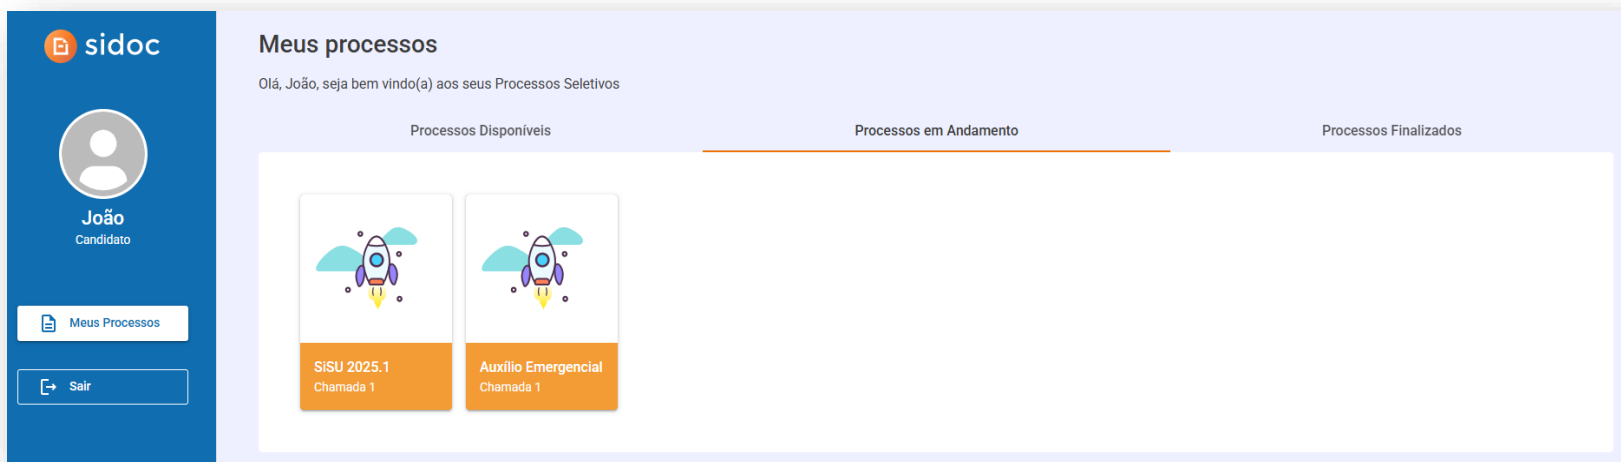 sidoc
João
Candidato
Meus Processos
Sair
Meus processos
Olá, João, seja bem vindo(a) aos seus Processos Seletivos
Processos Disponíveis
Processos em Andamento
Processos Finalizados
SiSU 2025.1
Chamada 1
Auxílio Emergencial
Chamada 1